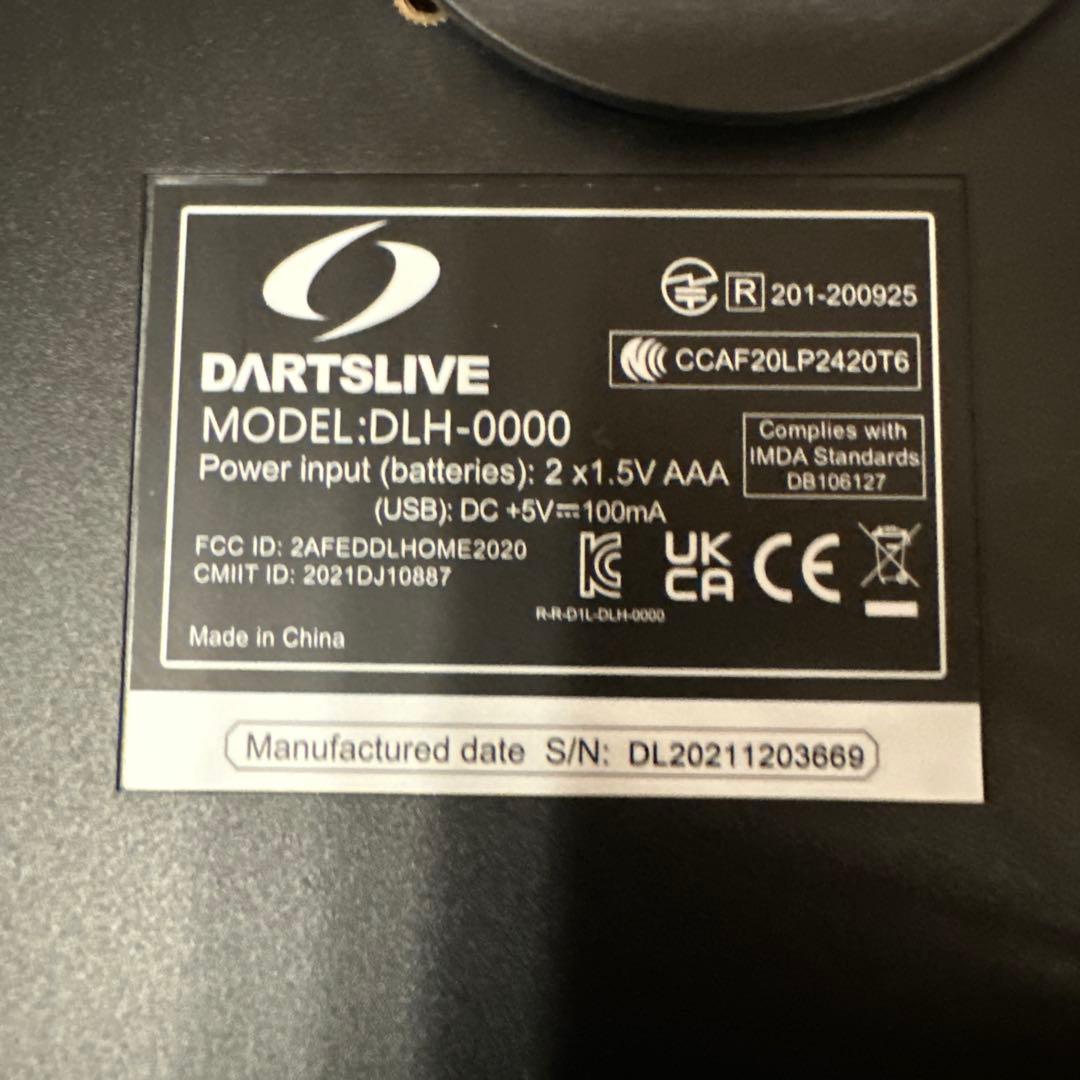 DARTSLIVE
MODEL:DLH-0000
Power input (batteries): 2 x1.5V AAA
(USB): DC +5V⎓100mA
FCC ID: 2AFEDDLHOME2020
CMIIT ID: 2021DJ10887
Made in China
R 201-200925
CCAF20LP2420T6
Complies with
IMDA Standards
DB106127
R-R-D1L-DLH-0000
UK
CA
CE
Manufactured date S/N: DL20211203669